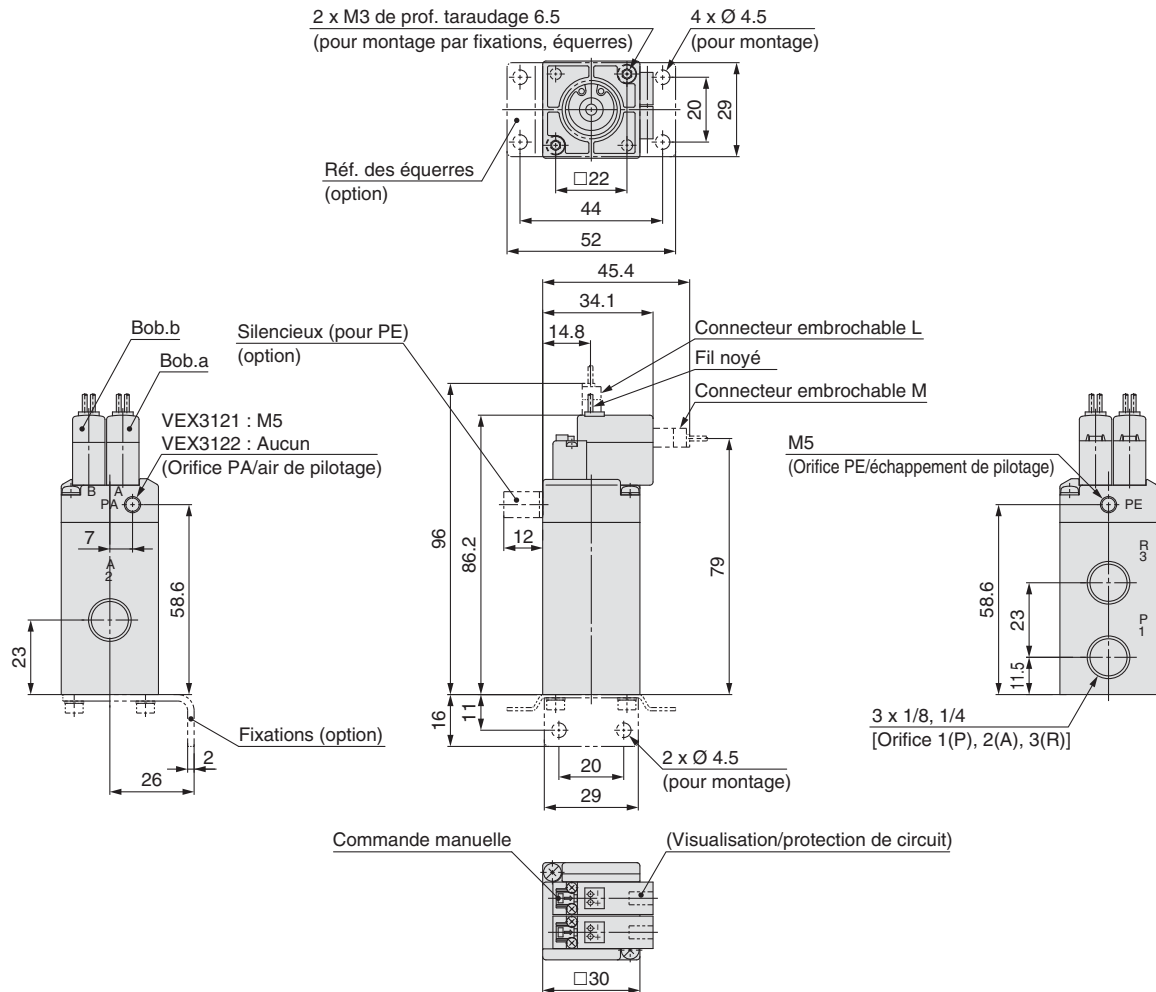 2 x M3 de prof. taraudage 6.5
(pour montage par fixations, équerres)
4 x Ø 4.5
(pour montage)
20
29
Réf. des équerres
(option)
□22
44
52
45.4
34.1
14.8
Bob.b
Bob.a
Silencieux (pour PE)
(option)
Connecteur embrochable L
Fil noyé
Connecteur embrochable M
VEX3121 : M5
VEX3122 : Aucun
(Orifice PA/air de pilotage)
M5
(Orifice PE/échappement de pilotage)
B A
PA
PE
7
A
2
58.6
23
12
96
86.2
79
R
3
P
1
58.6
23
11.5
Fixations (option)
2
26
16
11
20
29
2 x Ø 4.5
(pour montage)
3 x 1/8, 1/4
[Orifice 1(P), 2(A), 3(R)]
Commande manuelle
(Visualisation/protection de circuit)
□30